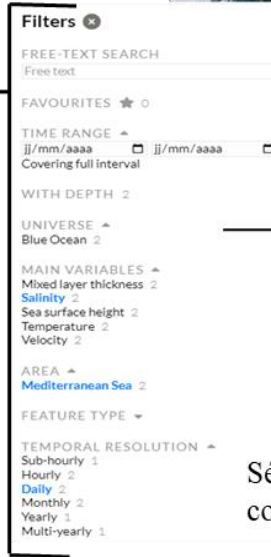 Filters
FREE-TEXT SEARCH
Free text
FAVOURITES ★ 0
TIME RANGE
jj/mm/aaaa jj/mm/aaaa
Covering full interval
WITH DEPTH 2
UNIVERSE
Blue Ocean 2
MAIN VARIABLES
Mixed layer thickness 2
Salinity 2
Sea surface height 2
Temperature 2
Velocity 2
AREA
Mediterranean Sea 2
FEATURE TYPE
TEMPORAL RESOLUTION
Sub-hourly 1
Hourly 2
Daily 2
Monthly 2
Yearly 1
Multi-yearly 1